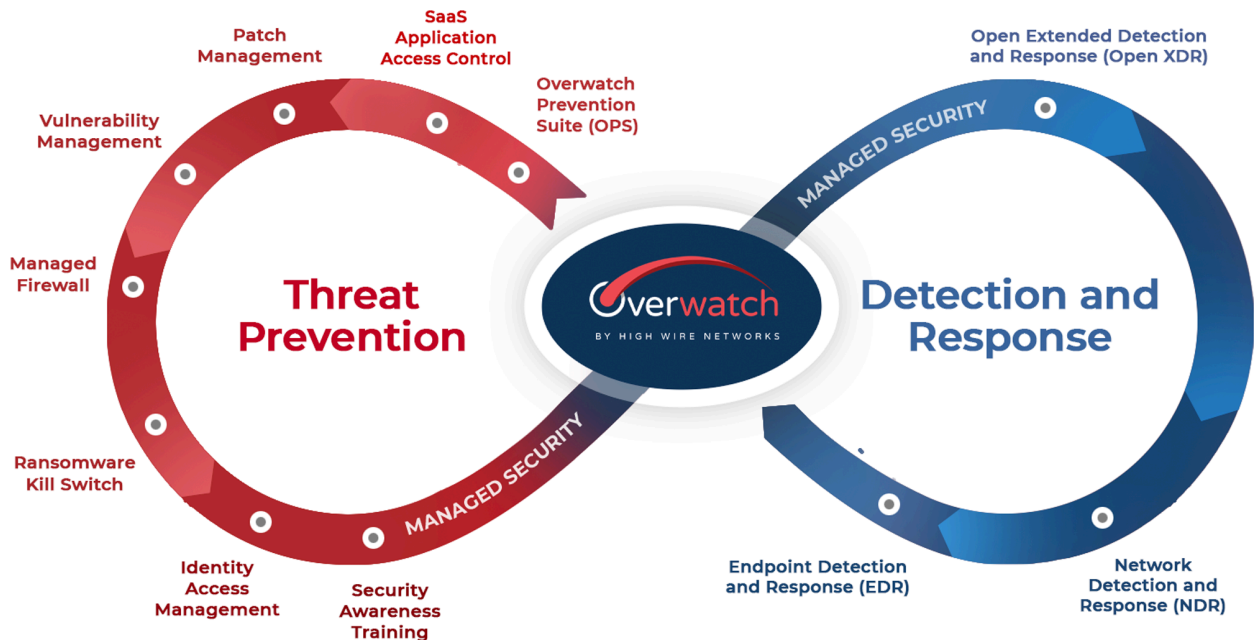 SaaS
Application
Access Control
Patch
Management
Overwatch
Prevention
Suite (OPS)
Vulnerability
Management
Managed
Firewall
Ransomware
Kill Switch
Identity
Access
Management
Security
Awareness
Training
Threat
Prevention
MANAGED SECURITY
Overwatch
BY HIGH WIRE NETWORKS
MANAGED SECURITY
Open Extended Detection
and Response (Open XDR)
Detection and
Response
Endpoint Detection
and Response (EDR)
Network
Detection and
Response (NDR)